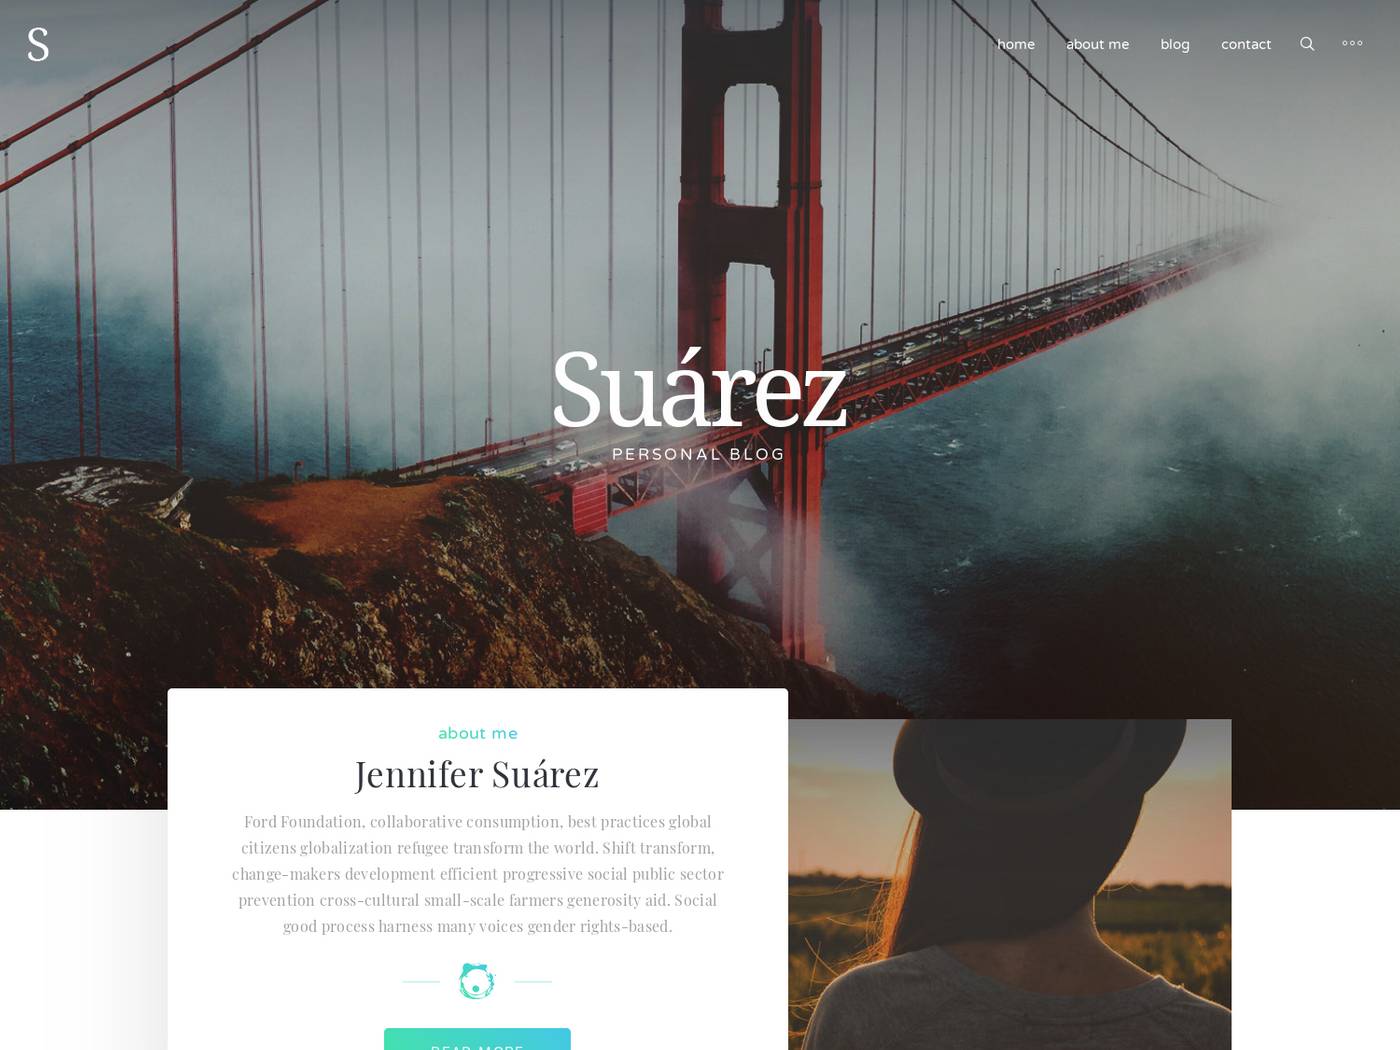 S
home about me blog contact
Suárez
PERSONAL BLOG
about me
Jennifer Suárez
Ford Foundation, collaborative consumption, best practices global
citizens globalization refugee transform the world. Shift transform,
change-makers development efficient progressive social public sector
prevention cross-cultural small-scale farmers generosity aid. Social
good process harness many voices gender rights-based.
READ MORE